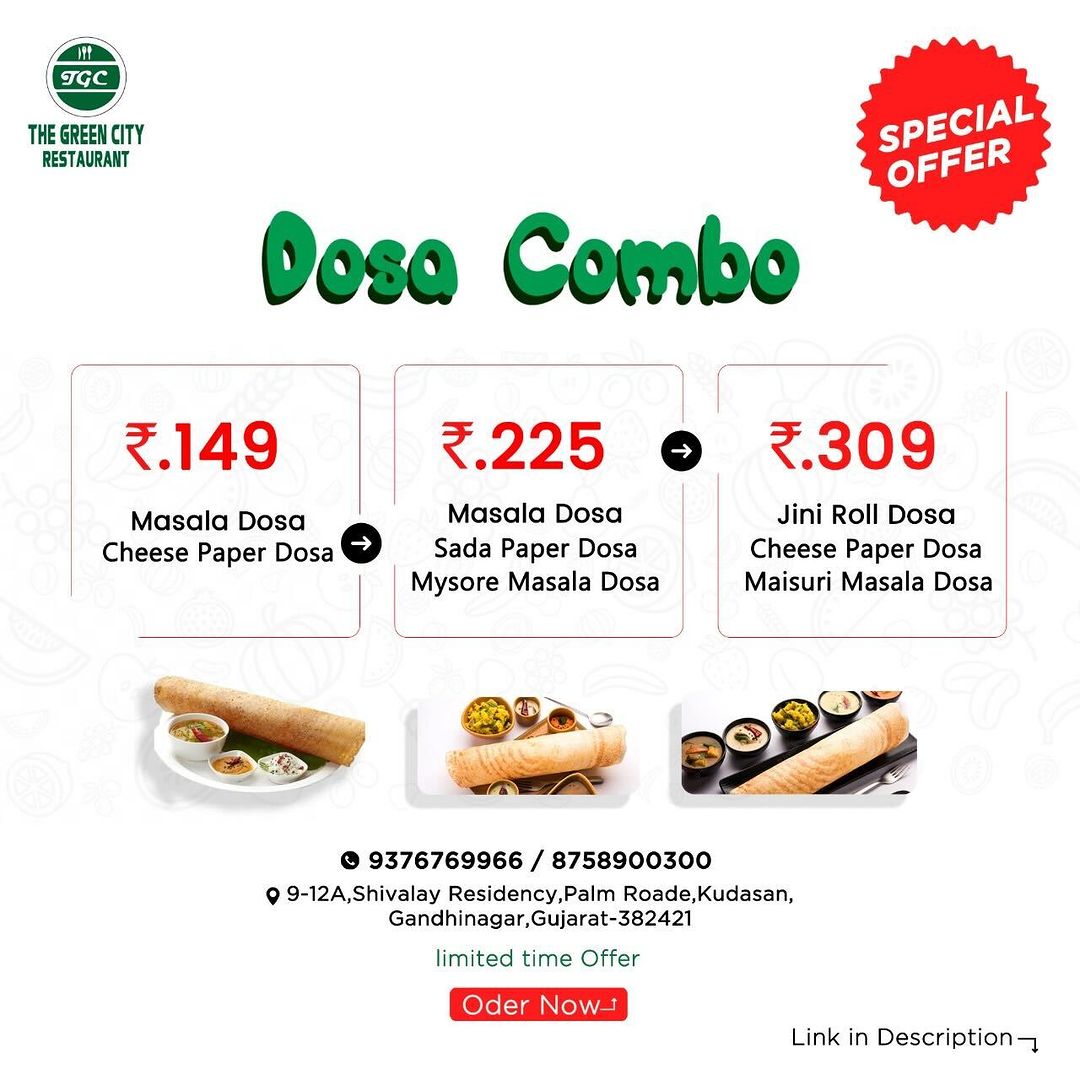 TGC
THE GREEN CITY
RESTAURANT
SPECIAL
OFFER
Dosa Combo
₹.149
Masala Dosa
Cheese Paper Dosa
₹.225
Masala Dosa
Sada Paper Dosa
Mysore Masala Dosa
₹.309
Jini Roll Dosa
Cheese Paper Dosa
Maisuri Masala Dosa
9376769966 / 8758900300
9-12A,Shivalay Residency,Palm Roade,Kudasan,
Gandhinagar,Gujarat-382421
limited time Offer
Oder Now
Link in Description